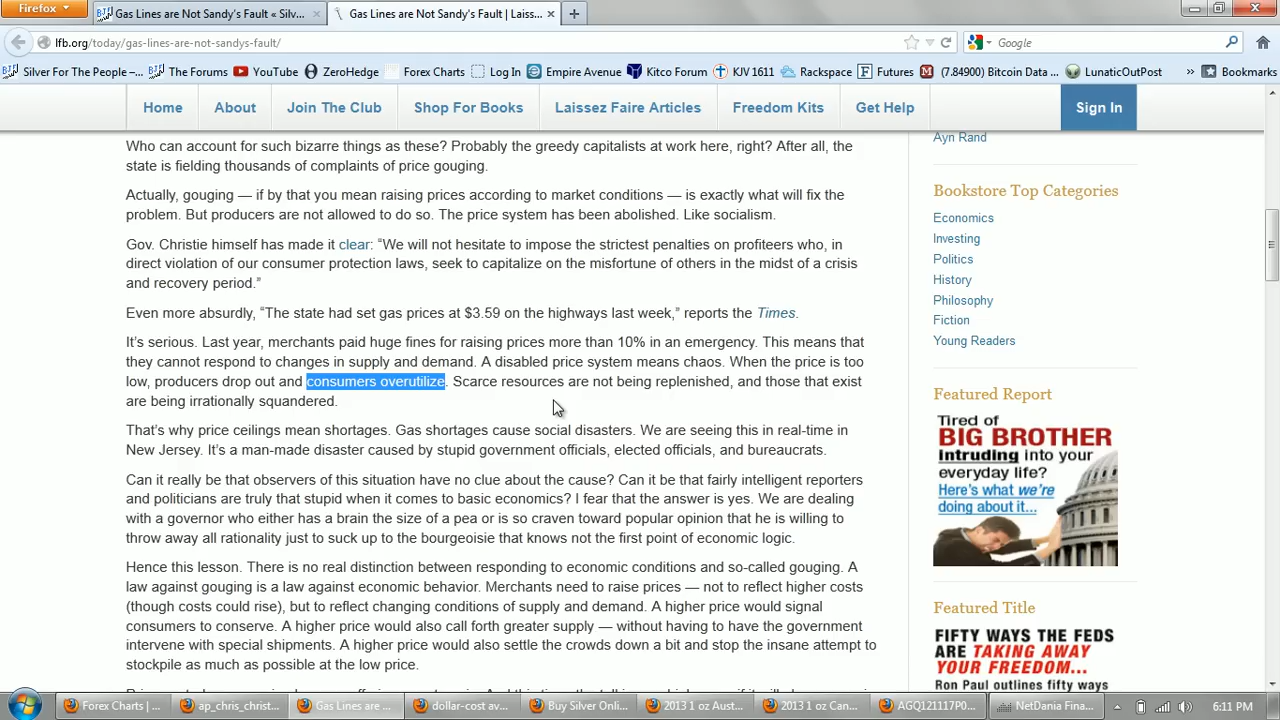 Firefox
Gas Lines are Not Sandy's Fault « Silv...
Gas Lines are Not Sandy's Fault | Laiss...
lfb.org/today/gas-lines-are-not-sandys-fault/
Google
Silver For The People –...
The Forums
YouTube
ZeroHedge
Forex Charts
Log In
Empire Avenue
Kitco Forum
KJV 1611
Rackspace
Futures
(7.84900) Bitcoin Data ...
LunaticOutPost
»
Bookmarks
Home
About
Join The Club
Shop For Books
Laissez Faire Articles
Freedom Kits
Get Help
Sign In
Who can account for such bizarre things as these? Probably the greedy capitalists at work here, right? After all, the
state is fielding thousands of complaints of price gouging.
Actually, gouging — if by that you mean raising prices according to market conditions — is exactly what will fix the
problem. But producers are not allowed to do so. The price system has been abolished. Like socialism.
Gov. Christie himself has made it clear: “We will not hesitate to impose the strictest penalties on profiteers who, in
direct violation of our consumer protection laws, seek to capitalize on the misfortune of others in the midst of a crisis
and recovery period.”
Even more absurdly, “The state had set gas prices at $3.59 on the highways last week,” reports the Times.
It’s serious. Last year, merchants paid huge fines for raising prices more than 10% in an emergency. This means that
they cannot respond to changes in supply and demand. A disabled price system means chaos. When the price is too
low, producers drop out and consumers overutilize. Scarce resources are not being replenished, and those that exist
are being irrationally squandered.
That’s why price ceilings mean shortages. Gas shortages cause social disasters. We are seeing this in real-time in
New Jersey. It’s a man-made disaster caused by stupid government officials, elected officials, and bureaucrats.
Can it really be that observers of this situation have no clue about the cause? Can it be that fairly intelligent reporters
and politicians are truly this stupid when it comes to basic economics? I fear that the answer is yes. We are dealing
with a governor who either has a brain the size of a pea or is so craven toward popular opinion that he is willing to
throw away all rationality just to suck up to the bourgeoisie that knows not the first point of economic logic.
Hence this lesson. There is no real distinction between responding to economic conditions and so-called gouging. A
law against gouging is a law against economic behavior. Merchants need to raise prices — not to reflect higher costs
(though costs could rise), but to reflect changing conditions of supply and demand. A higher price would signal
consumers to conserve. A higher price would also call forth greater supply — without having to have the government
intervene with special shipments. A higher price would also settle the crowds down a bit and stop the insane attempt to
stockpile as much as possible at the low price.
Ayn Rand
Bookstore Top Categories
Economics
Investing
Politics
History
Philosophy
Fiction
Young Readers
Featured Report
Tired of
BIG BROTHER
Intruding into your
everyday life?
Here's what we're
doing about it...
Featured Title
FIFTY WAYS THE FEDS
ARE TAKING AWAY
YOUR FREEDOM...
Ron Paul outlines fifty ways
Forex Charts | ...
ap_chris_christ...
Gas Lines are ...
dollar-cost av...
Buy Silver Onli...
2013 1 oz Aust...
2013 1 oz Can...
AGQ121117P0...
NetDania Fina...
6:11 PM